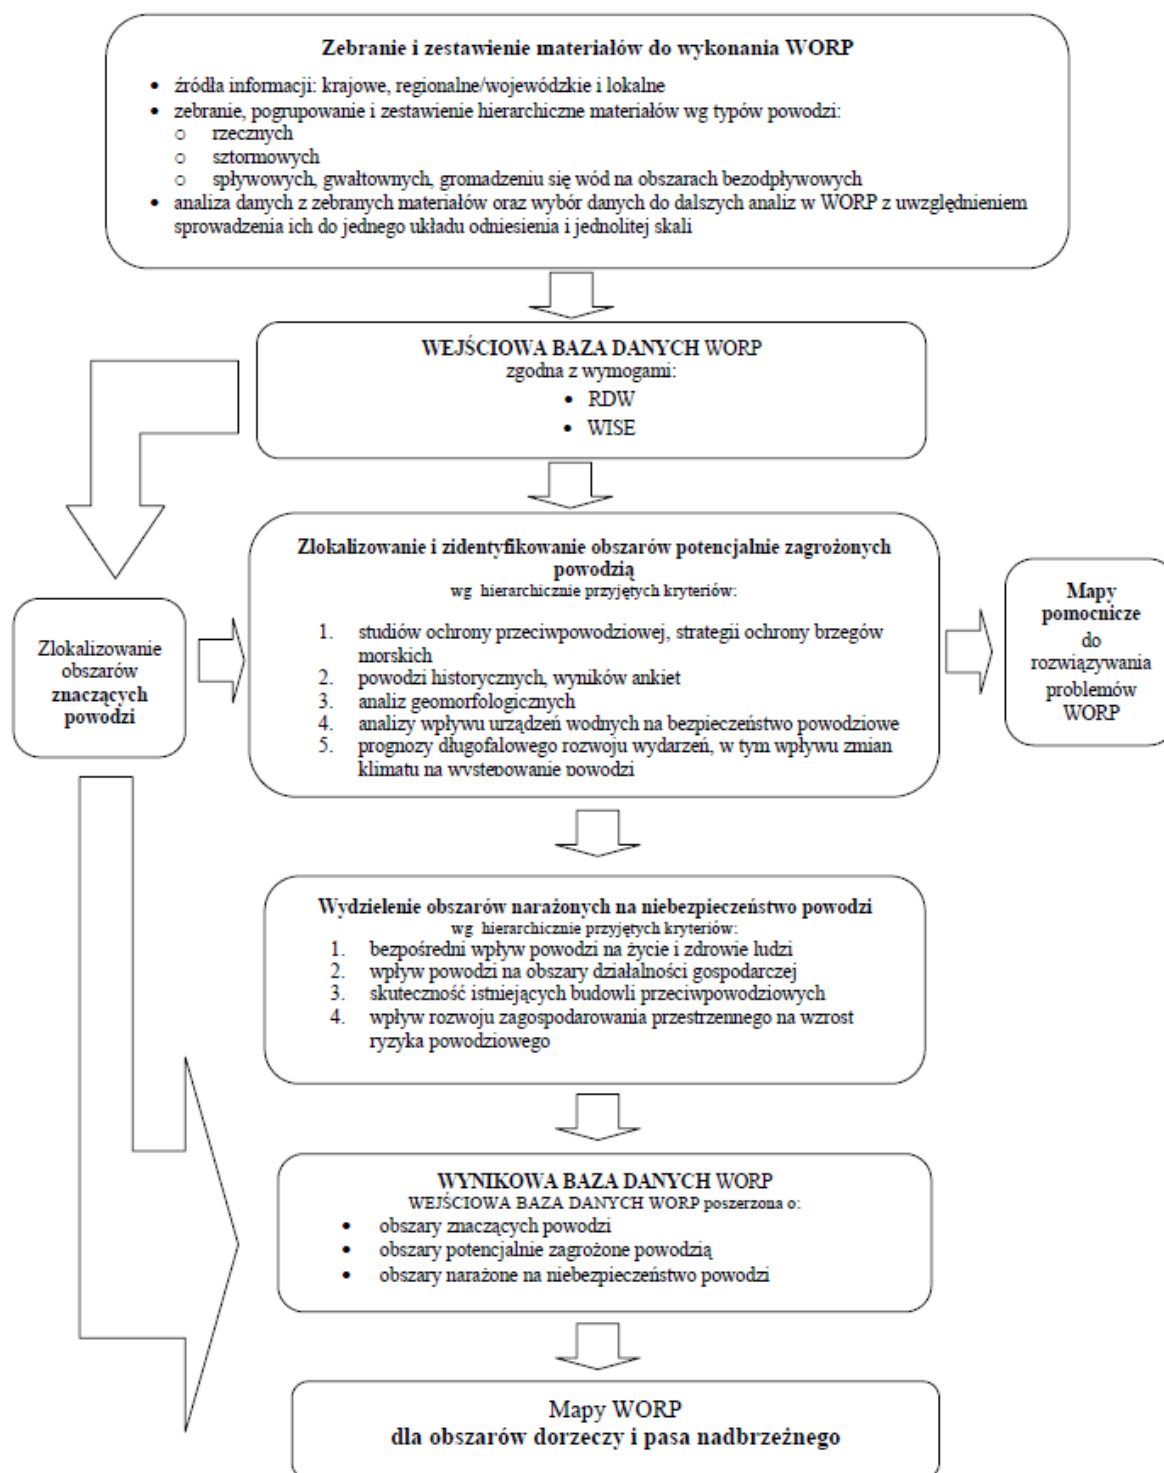 Zebranie i zestawienie materiałów do wykonania WORP
• źródła informacji: krajowe, regionalne/wojewódzkie i lokalne
• zebranie, pogrupowanie i zestawienie hierarchiczne materiałów wg typów powodzi:
o rzecznych
o sztormowych
o spływowych, gwałtownych, gromadzeniu się wód na obszarach bezodpływowych
• analiza danych z zebranych materiałów oraz wybór danych do dalszych analiz w WORP z uwzględnieniem
sprowadzenia ich do jednego układu odniesienia i jednolitej skali
WEJŚCIOWA BAZA DANYCH WORP
zgodna z wymogami:
• RDW
• WISE
Zlokalizowanie obszarów znaczących powodzi
Zlokalizowanie i zidentyfikowanie obszarów potencjalnie zagrożonych
powodzią
wg hierarchicznie przyjętych kryteriów:
1. studiów ochrony przeciwpowodziowej, strategii ochrony brzegów
morskich
2. powodzi historycznych, wyników ankiet
3. analiz geomorfologicznych
4. analizy wpływu urządzeń wodnych na bezpieczeństwo powodziowe
5. prognozy długofalowego rozwoju wydarzeń, w tym wpływu zmian
klimatu na występowanie powodzi
Mapy
pomocnicze
do
rozwiązywania
problemów
WORP
Wydzielenie obszarów narażonych na niebezpieczeństwo powodzi
wg hierarchicznie przyjętych kryteriów:
1. bezpośredni wpływ powodzi na życie i zdrowie ludzi
2. wpływ powodzi na obszary działalności gospodarczej
3. skuteczność istniejących budowli przeciwpowodziowych
4. wpływ rozwoju zagospodarowania przestrzennego na wzrost
ryzyka powodziowego
WYNIKOWA BAZA DANYCH WORP
WEJŚCIOWA BAZA DANYCH WORP poszerzona o:
• obszary znaczących powodzi
• obszary potencjalnie zagrożone powodzią
• obszary narażone na niebezpieczeństwo powodzi
Mapy WORP
dla obszarów dorzeczy i pasa nadbrzeżnego